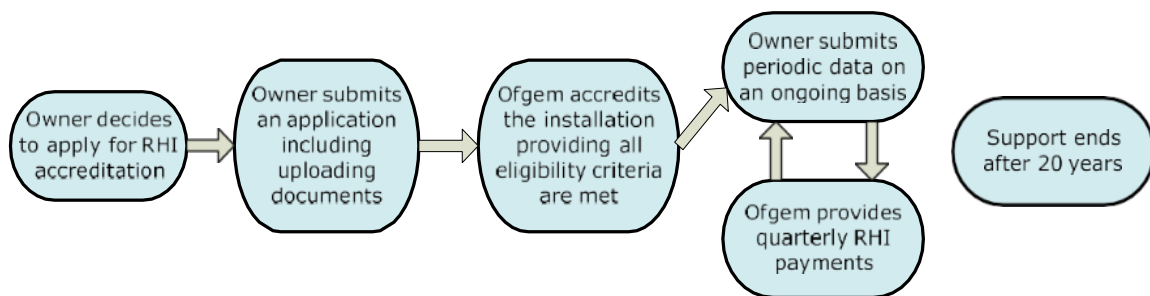 Owner decides
to apply for RHI
accreditation
Owner submits
an application
including
uploading
documents
Ofgem accredits
the installation
providing all
eligibility criteria
are met
Owner submits
periodic data on
an ongoing basis
Ofgem provides
quarterly RHI
payments
Support ends
after 20 years